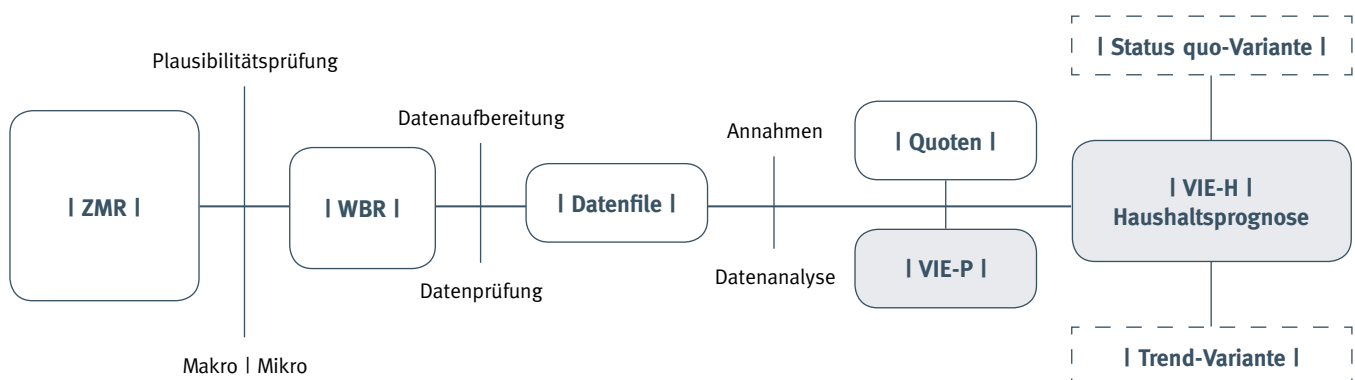 Plausibilitätsprüfung
| ZMR |
Makro | Mikro
| WBR |
Datenaufbereitung
Datenprüfung
| Datenfile |
Annahmen
Datenanalyse
| Quoten |
| VIE-P |
| Status quo-Variante |
| VIE-H |
Haushaltsprognose
| Trend-Variante |